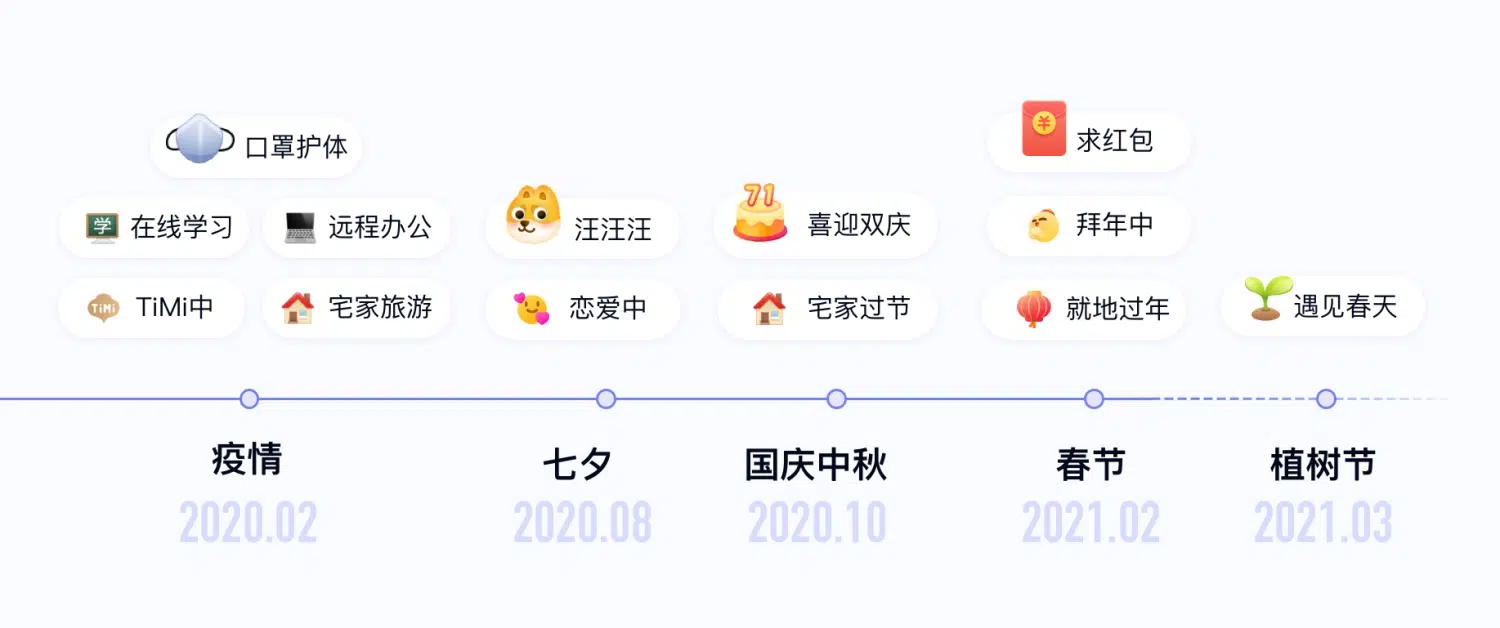 口罩护体
学 在线学习
远程办公
TiMi TiMi中
宅家旅游
疫情
2020.02
汪汪汪
恋爱中
七夕
2020.08
71
喜迎双庆
宅家过节
国庆中秋
2020.10
¥ 求红包
拜年中
就地过年
春节
2021.02
遇见春天
植树节
2021.03